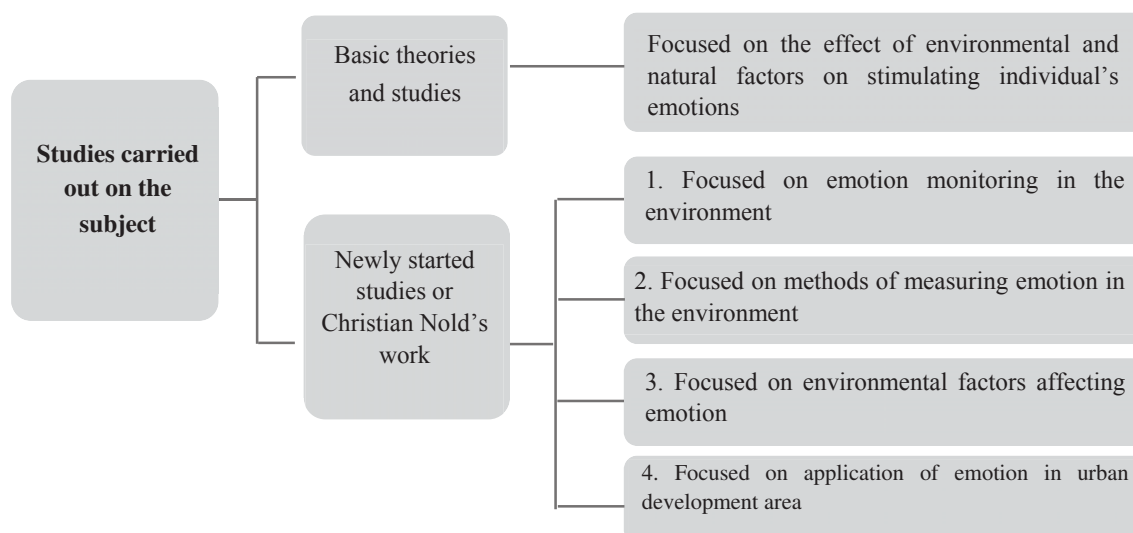 Studies carried
out on the
subject
Basic theories
and studies
Focused on the effect of environmental and
natural factors on stimulating individual’s
emotions
Newly started
studies or
Christian Nold’s
work
1. Focused on emotion monitoring in the
environment
2. Focused on methods of measuring emotion in
the environment
3. Focused on environmental factors affecting
emotion
4. Focused on application of emotion in urban
development area